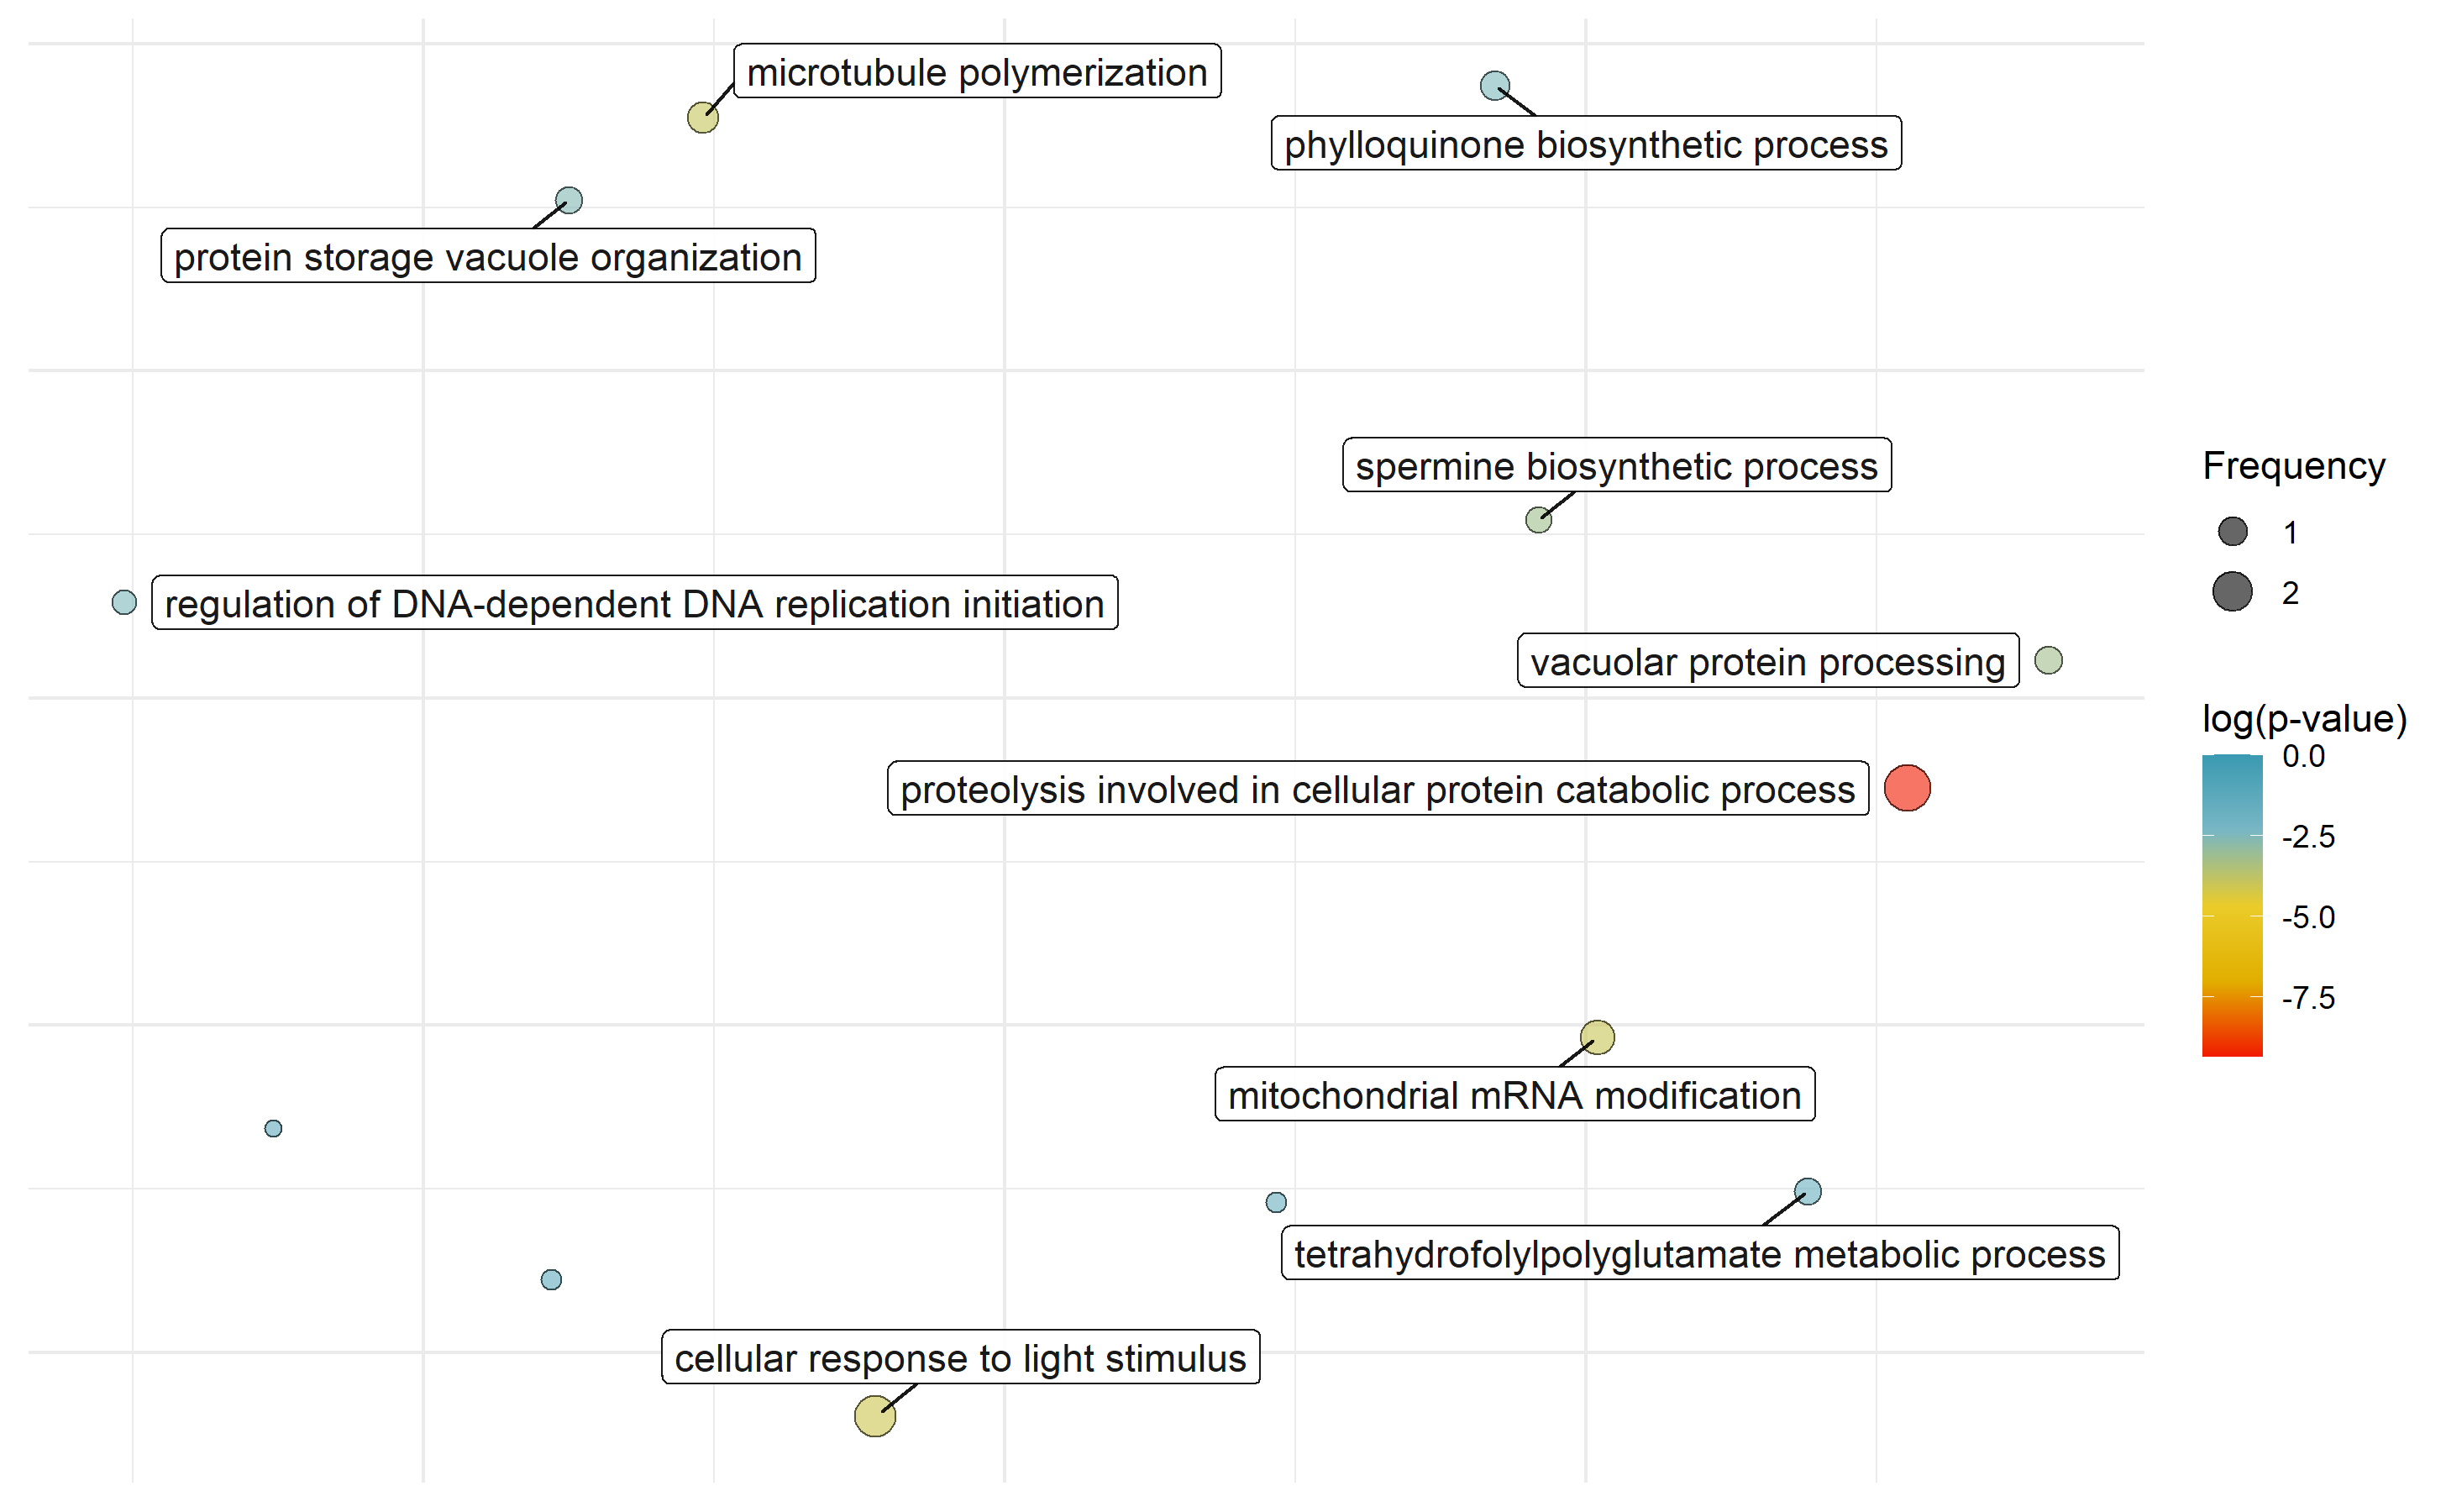 microtubule polymerization
phylloquinone biosynthetic process
protein storage vacuole organization
spermine biosynthetic process
regulation of DNA-dependent DNA replication initiation
vacuolar protein processing
proteolysis involved in cellular protein catabolic process
mitochondrial mRNA modification
tetrahydrofolylpolyglutamate metabolic process
cellular response to light stimulus
Frequency
1
2
log(p-value)
0.0
-2.5
-5.0
-7.5